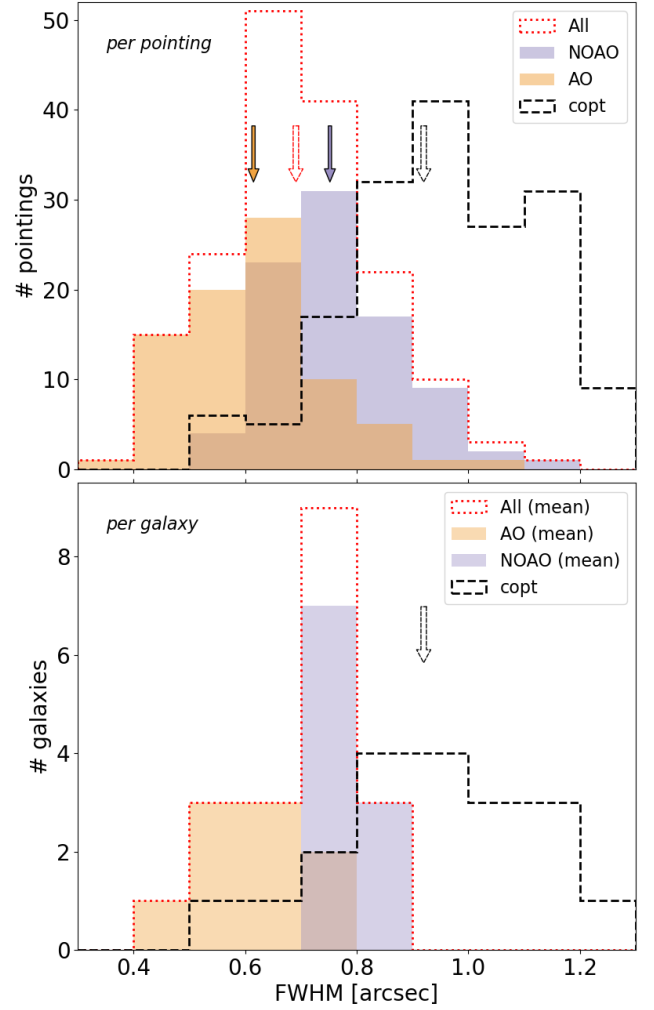 50
40
30
20
10
0
# pointings
per pointing
All
NOAO
AO
copt
8
6
4
2
0
# galaxies
per galaxy
All (mean)
AO (mean)
NOAO (mean)
copt
0.4 0.6 0.8 1.0 1.2
FWHM [arcsec]